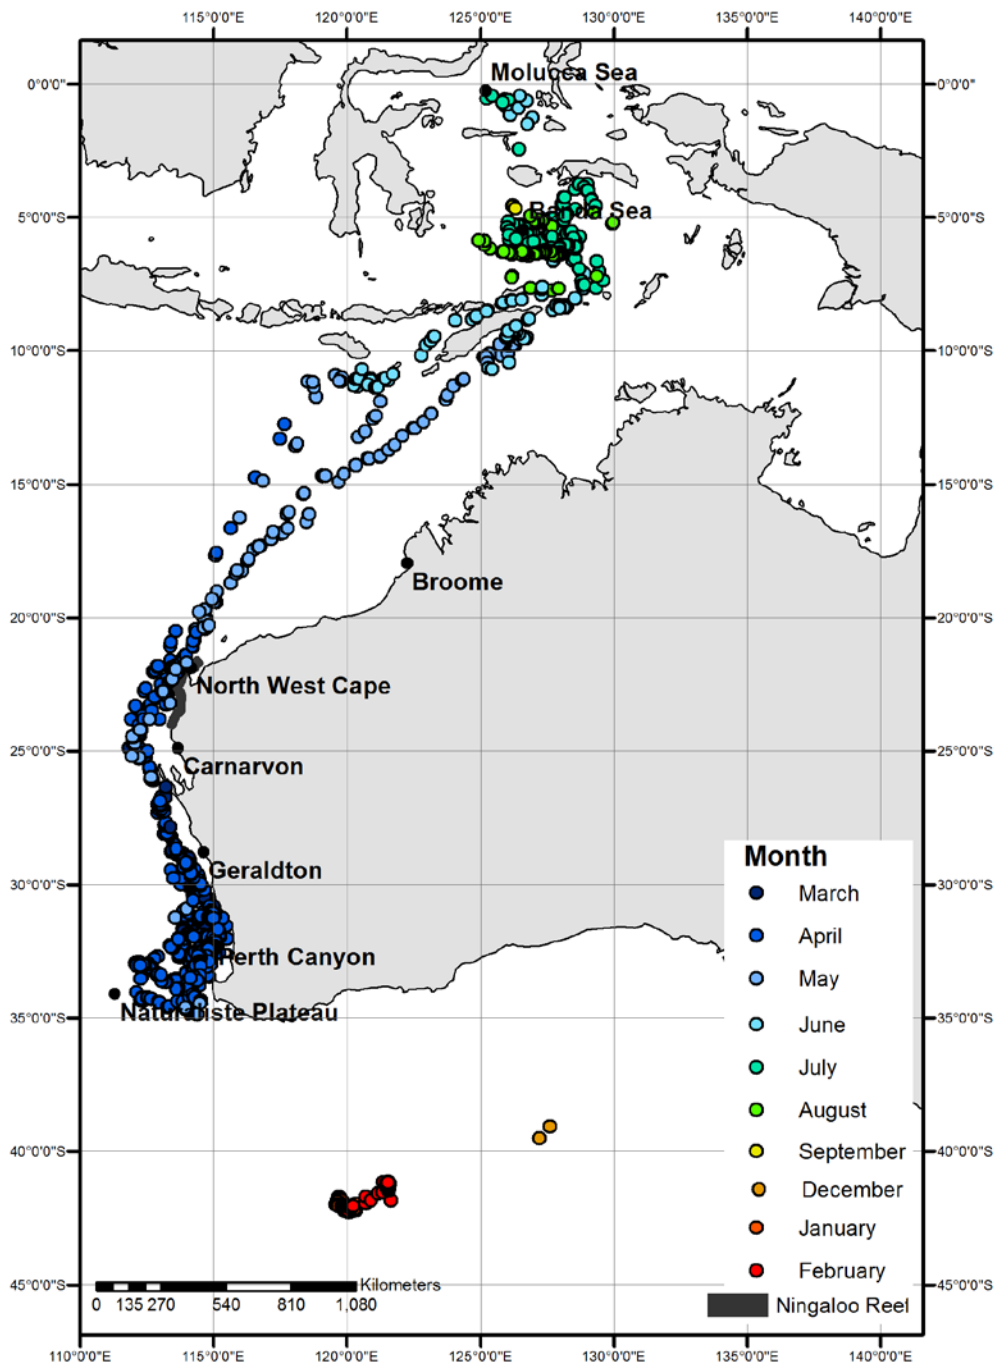 115°0'0"E 120°0'0"E 125°0'0"E 130°0'0"E 135°0'0"E 140°0'0"E
Molucca Sea
0°0'0" 0°0'0"
Banda Sea
5°0'0"S 5°0'0"S
10°0'0"S 10°0'0"S
15°0'0"S 15°0'0"S
Broome
20°0'0"S 20°0'0"S
North West Cape
25°0'0"S 25°0'0"S
Carnarvon
Geraldton
30°0'0"S 30°0'0"S
Perth Canyon
Naturaliste Plateau
35°0'0"S 35°0'0"S
40°0'0"S 40°0'0"S
45°0'0"S 45°0'0"S
Month
March
April
May
June
July
August
September
December
January
February
Ningaloo Reef
Kilometers
0 135 270 540 810 1,080
110°0'0"E 115°0'0"E 120°0'0"E 125°0'0"E 130°0'0"E 135°0'0"E 140°0'0"E